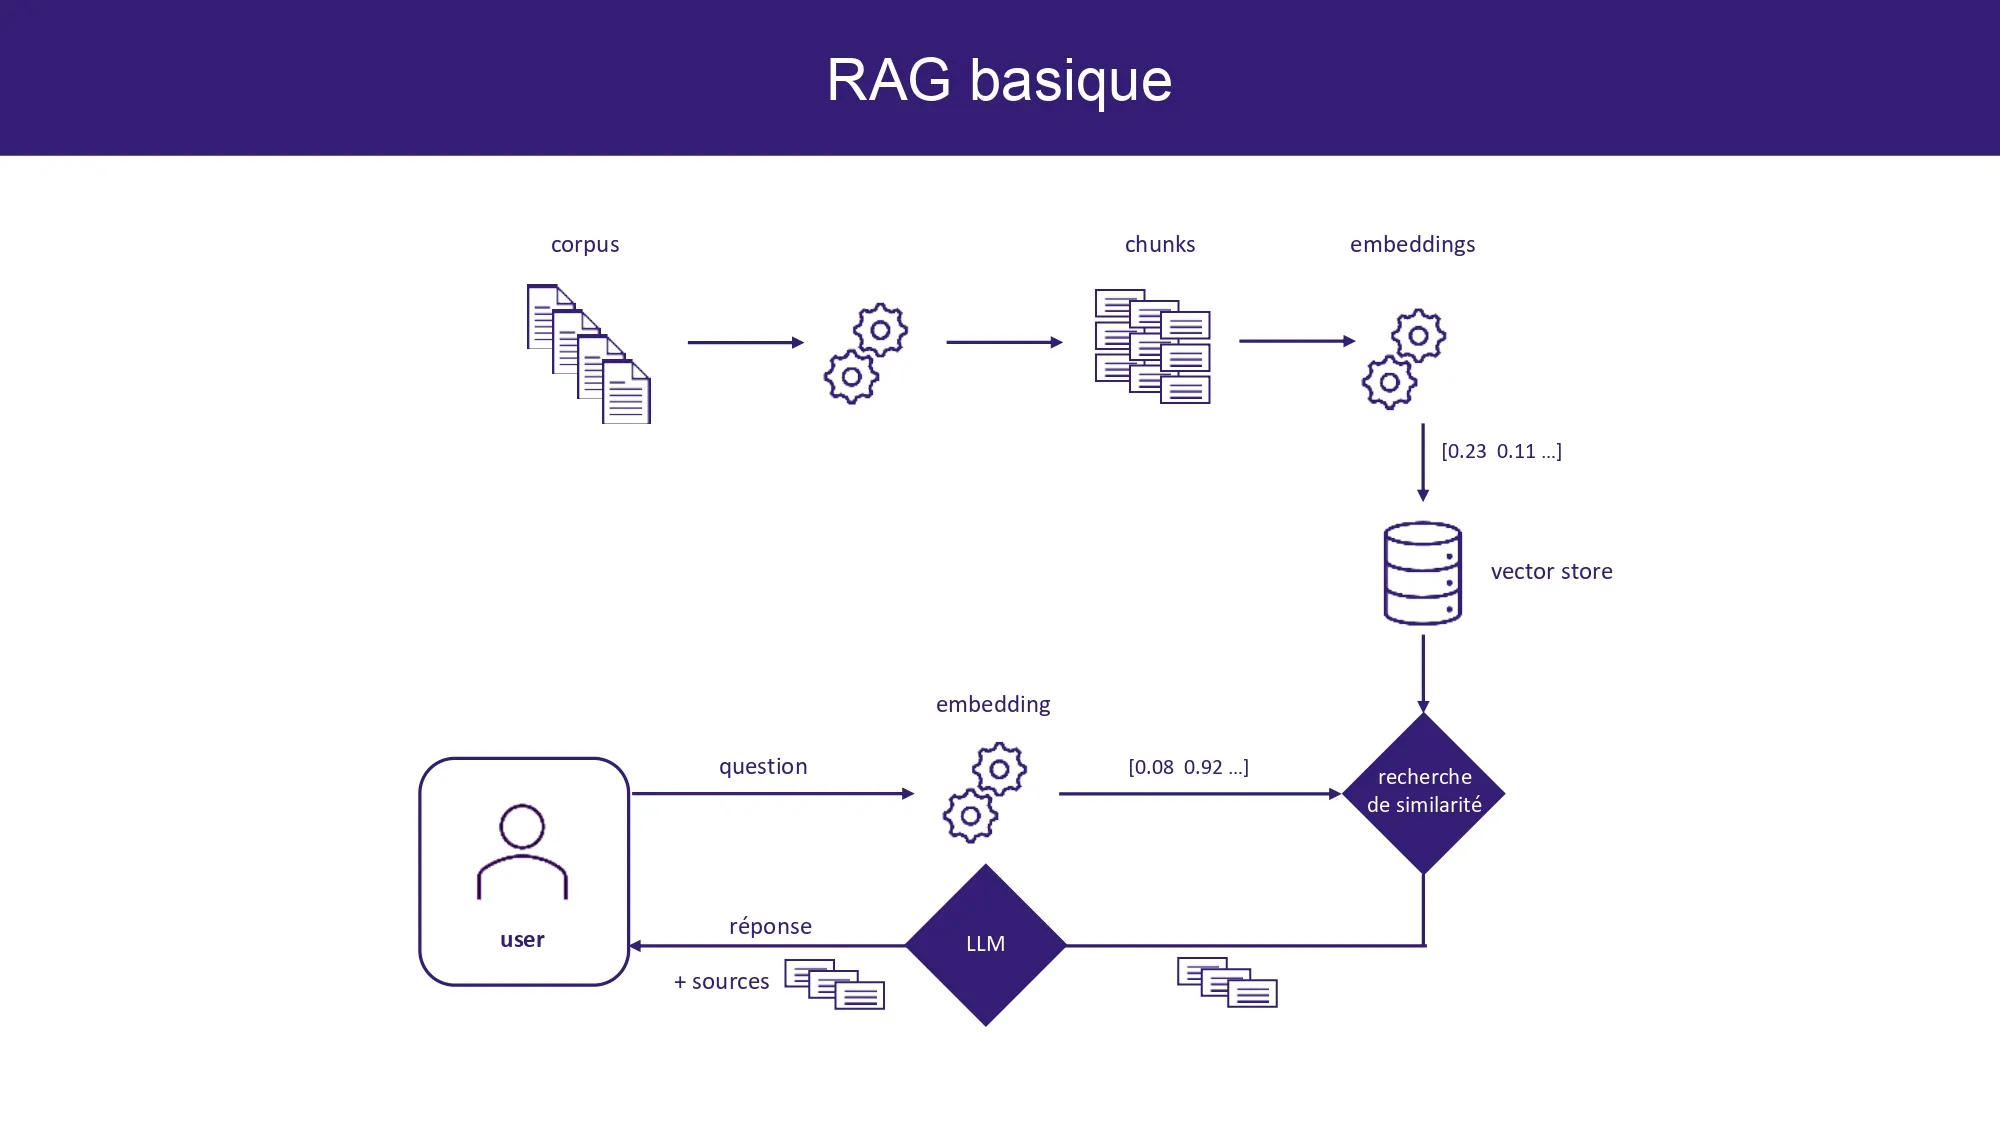 RAG basique
corpus
chunks
embeddings
[0.23 0.11 ...]
vector store
embedding
question
[0.08 0.92 ...]
recherche
de similarité
user
réponse
LLM
+ sources